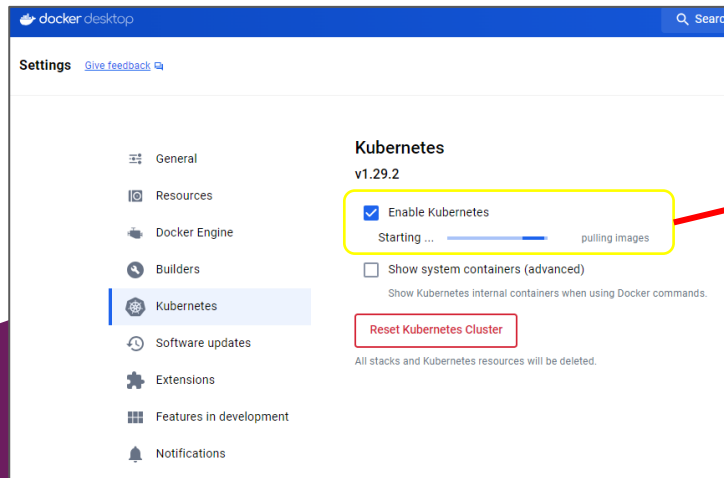 docker desktop
Searc
Settings Give feedback
General
Resources
Docker Engine
Builders
Kubernetes
Software updates
Extensions
Features in development
Notifications
Kubernetes
v1.29.2
Enable Kubernetes
Starting ... pulling images
Show system containers (advanced)
Show Kubernetes internal containers when using Docker commands.
Reset Kubernetes Cluster
All stacks and Kubernetes resources will be deleted.